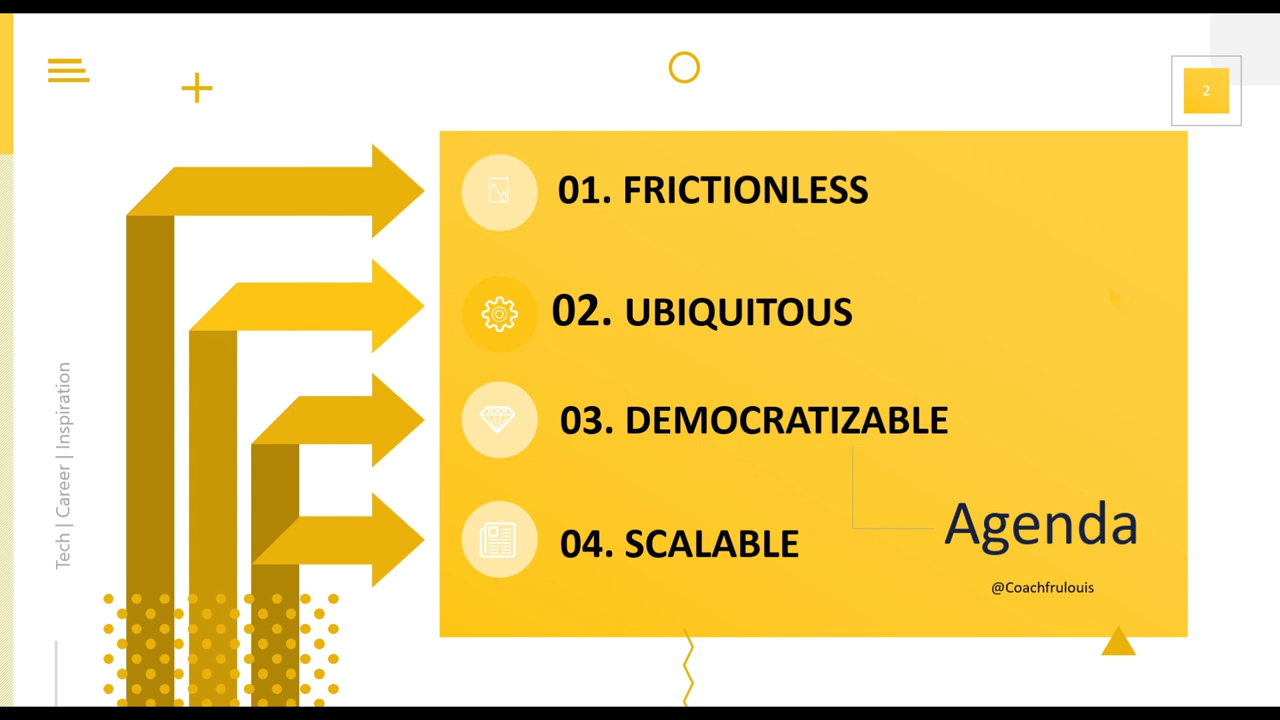 2
01. FRICTIONLESS
02. UBIQUITOUS
03. DEMOCRATIZABLE
04. SCALABLE
Agenda
@Coachfrulouis
Tech | Career | Inspiration